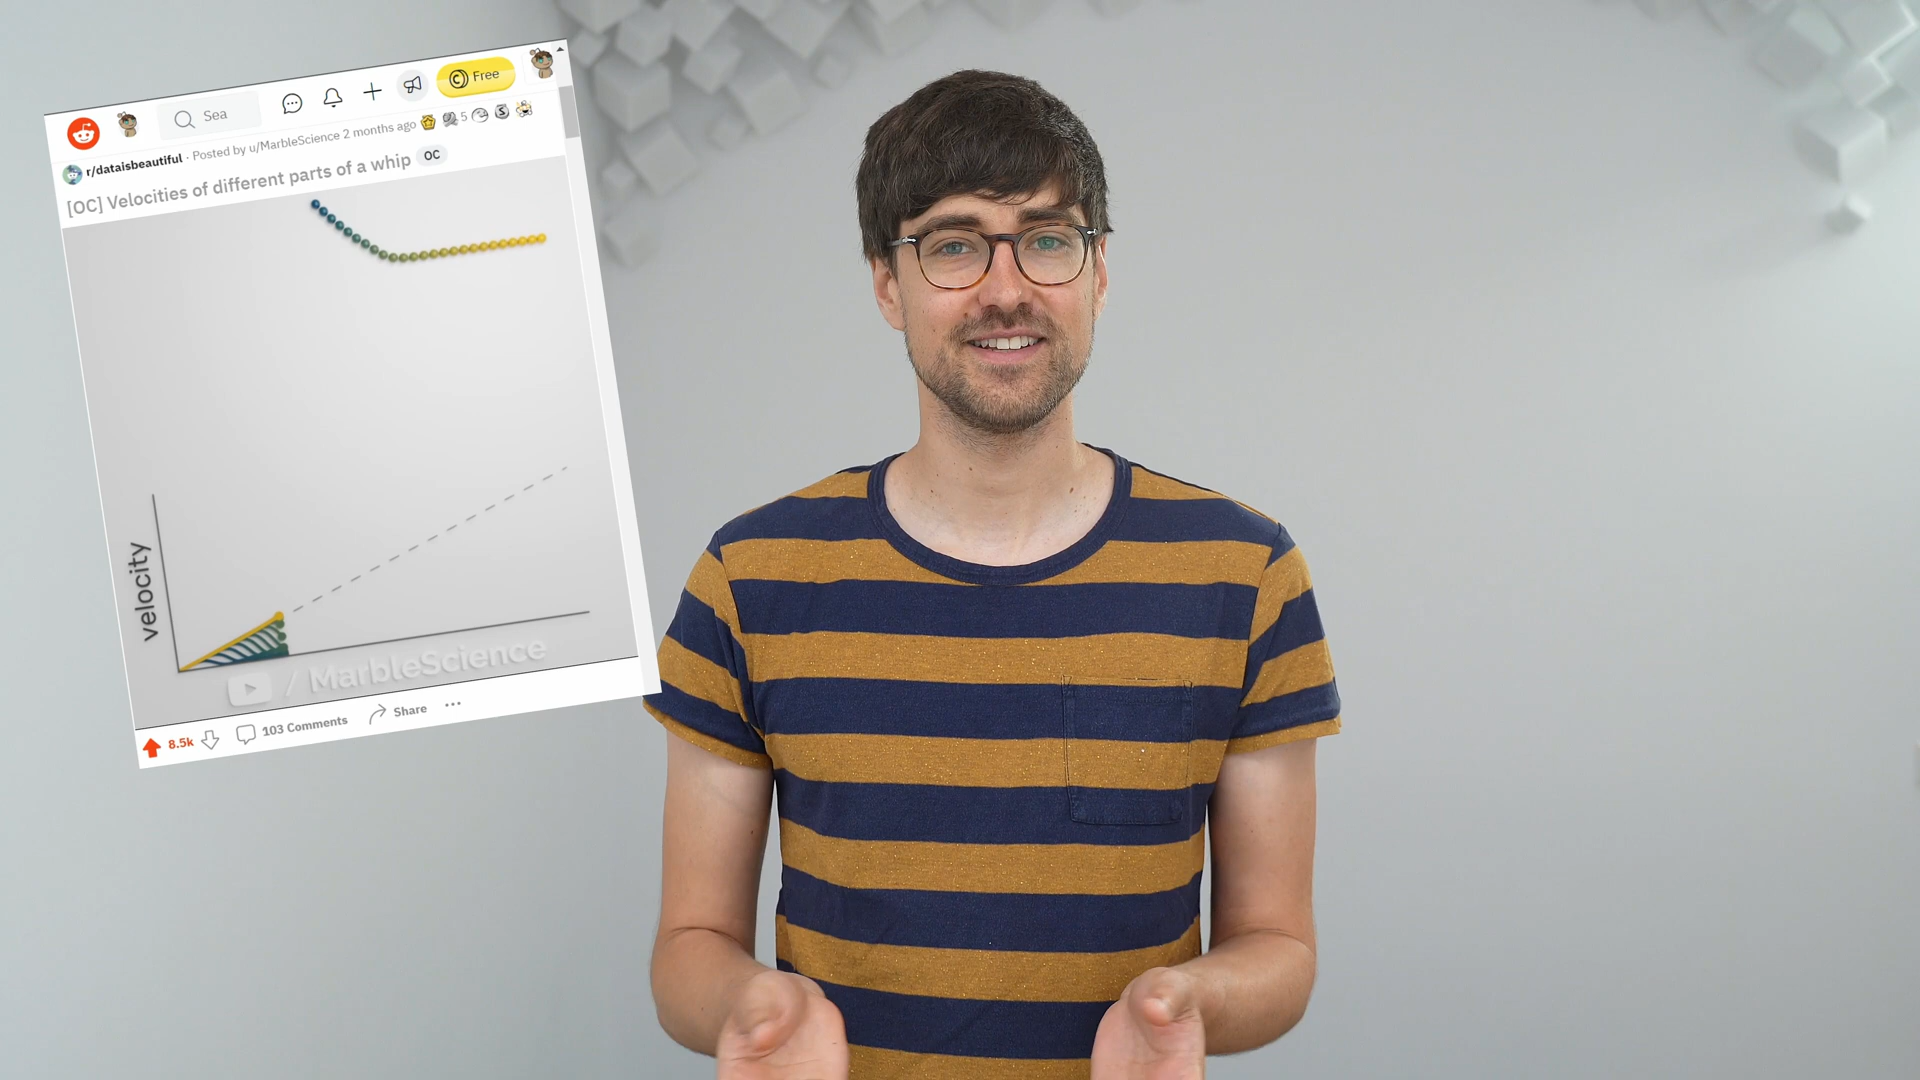 Sea
Free
r/dataisbeautiful · Posted by u/MarbleScience 2 months ago 5
[OC] Velocities of different parts of a whip OC
velocity
/ MarbleScience
8.5k 103 Comments Share ...